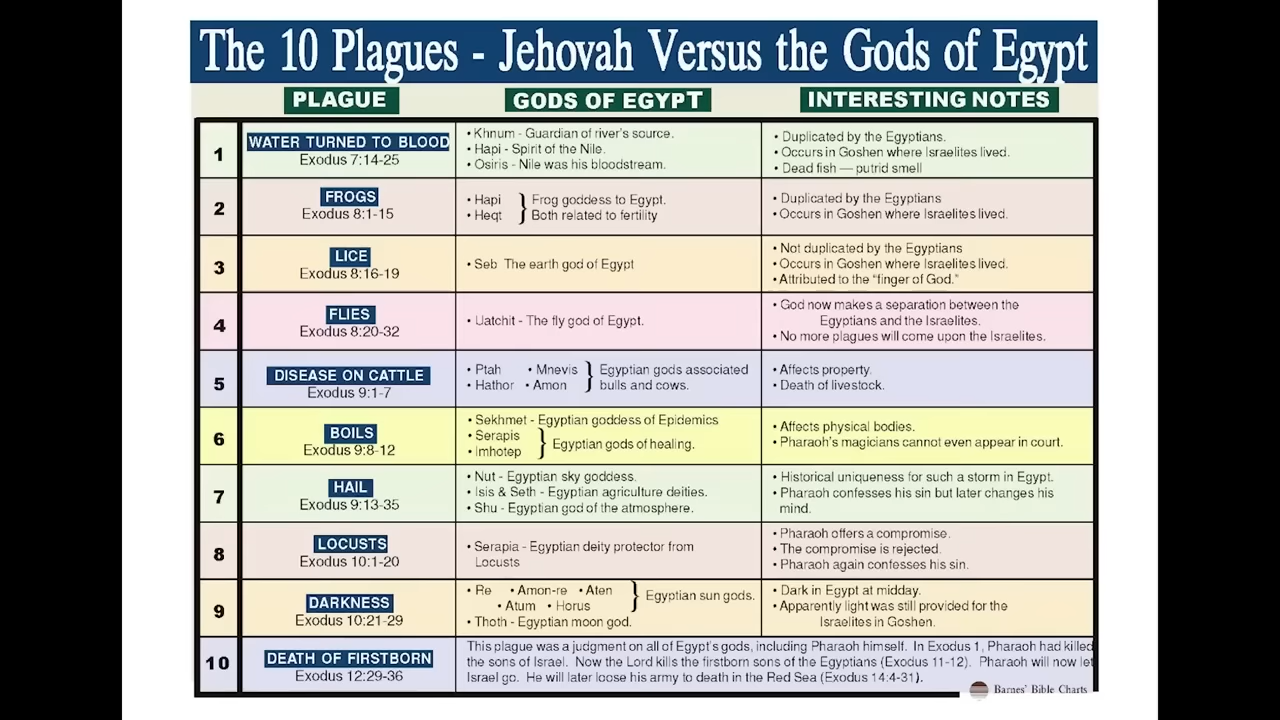 The 10 Plagues - Jehovah Versus the Gods of Egypt
PLAGUE GODS OF EGYPT INTERESTING NOTES
1
WATER TURNED TO BLOOD
Exodus 7:14-25
• Khnum - Guardian of river's source.
• Hapi - Spirit of the Nile.
• Osiris - Nile was his bloodstream.
• Duplicated by the Egyptians.
• Occurs in Goshen where Israelites lived.
• Dead fish — putrid smell
2
FROGS
Exodus 8:1-15
• Hapi } Frog goddess to Egypt.
• Heqt Both related to fertility
• Duplicated by the Egyptians
• Occurs in Goshen where Israelites lived.
3
LICE
Exodus 8:16-19
• Seb The earth god of Egypt
• Not duplicated by the Egyptians
• Occurs in Goshen where Israelites lived.
• Attributed to the “finger of God.”
4
FLIES
Exodus 8:20-32
• Uatchit - The fly god of Egypt.
• God now makes a separation between the
Egyptians and the Israelites.
• No more plagues will come upon the Israelites.
5
DISEASE ON CATTLE
Exodus 9:1-7
• Ptah • Mnevis } Egyptian gods associated
• Hathor • Amon bulls and cows.
• Affects property.
• Death of livestock.
6
BOILS
Exodus 9:8-12
• Sekhmet - Egyptian goddess of Epidemics
• Serapis } Egyptian gods of healing.
• Imhotep
• Affects physical bodies.
• Pharaoh's magicians cannot even appear in court.
7
HAIL
Exodus 9:13-35
• Nut - Egyptian sky goddess.
• Isis & Seth - Egyptian agriculture deities.
• Shu - Egyptian god of the atmosphere.
• Historical uniqueness for such a storm in Egypt.
• Pharaoh confesses his sin but later changes his
mind.
8
LOCUSTS
Exodus 10:1-20
• Serapia - Egyptian deity protector from
Locusts
• Pharaoh offers a compromise.
• The compromise is rejected.
• Pharaoh again confesses his sin.
9
DARKNESS
Exodus 10:21-29
• Re • Amon-re • Aten } Egyptian sun gods.
• Atum • Horus
• Thoth - Egyptian moon god.
• Dark in Egypt at midday.
• Apparently light was still provided for the
Israelites in Goshen.
10
DEATH OF FIRSTBORN
Exodus 12:29-36
This plague was a judgment on all of Egypt's gods, including Pharaoh himself. In Exodus 1, Pharaoh had killed
the sons of Israel. Now the Lord kills the firstborn sons of the Egyptians (Exodus 11-12). Pharaoh will now let
Israel go. He will later loose his army to death in the Red Sea (Exodus 14:4-31).
Barnes' Bible Charts